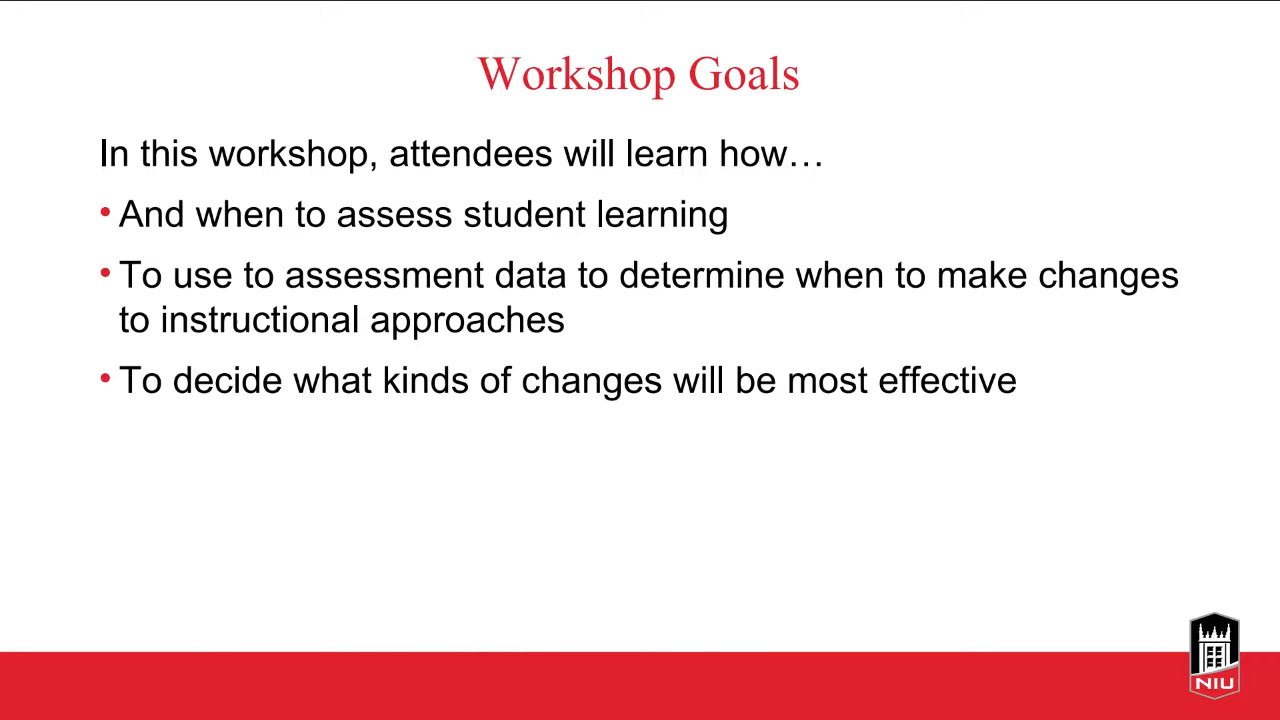 Workshop Goals
In this workshop, attendees will learn how…
• And when to assess student learning
• To use to assessment data to determine when to make changes
to instructional approaches
• To decide what kinds of changes will be most effective
NIU